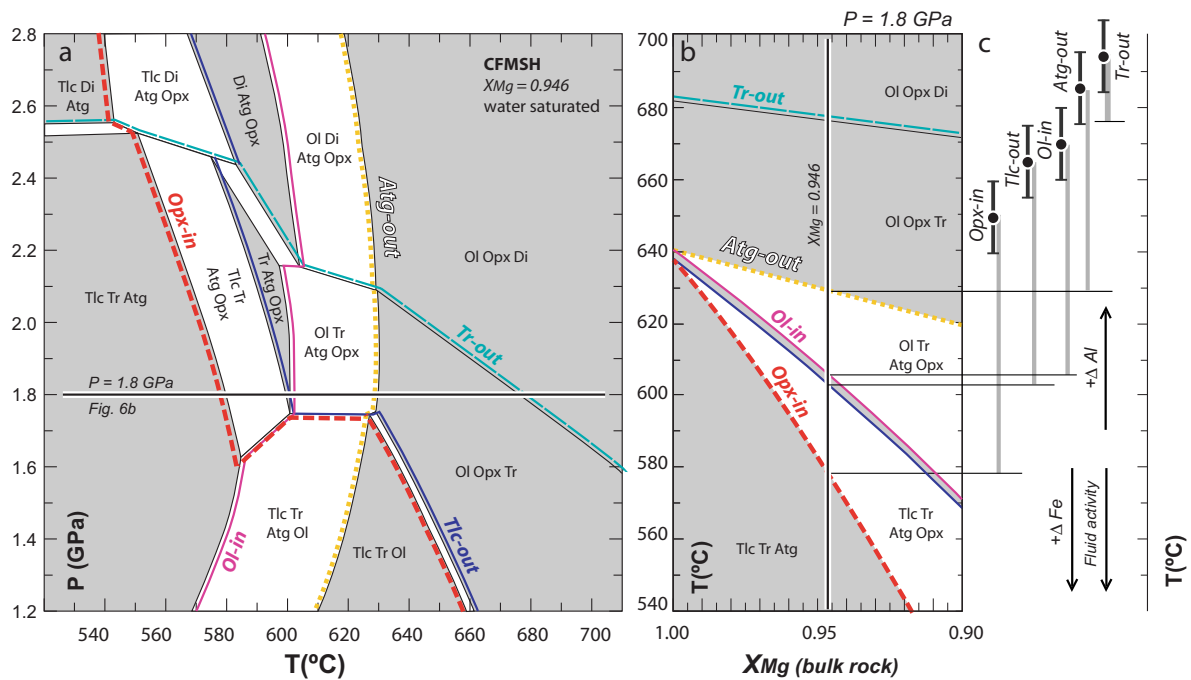 P = 1.8 GPa
2.8
2.6
2.4
2.2
2.0
1.8
1.6
1.4
1.2
P (GPa)
a
CFMSH
XMg = 0.946
water saturated
Tlc Di
Atg
Tlc Di
Atg Opx
Di Atg Opx
Ol Di
Atg Opx
Atg-out
Opx-in
Tlc Tr
Atg Opx
Tr Atg Opx
Ol Opx Di
Tlc Tr Atg
Ol Tr
Atg Opx
Tr-out
P = 1.8 GPa
Fig. 6b
Ol Opx Tr
Tlc Tr
Atg Ol
Ol-in
Tlc Tr Ol
Tlc-out
540
560
580
600
620
640
660
680
700
T(ºC)
700
680
660
640
620
600
580
560
540
T(ºC)
b
Ol Opx Di
Tr-out
XMg = 0.946
Ol Opx Tr
Atg-out
Ol-in
Ol Tr
Atg Opx
Opx-in
Tlc Tr
Atg Opx
Tlc Tr Atg
1.00
0.95
0.90
XMg (bulk rock)
c
Opx-in
Tlc-out
Ol-in
Atg-out
Tr-out
+Δ Al
+Δ Fe
Fluid activity
T(ºC)